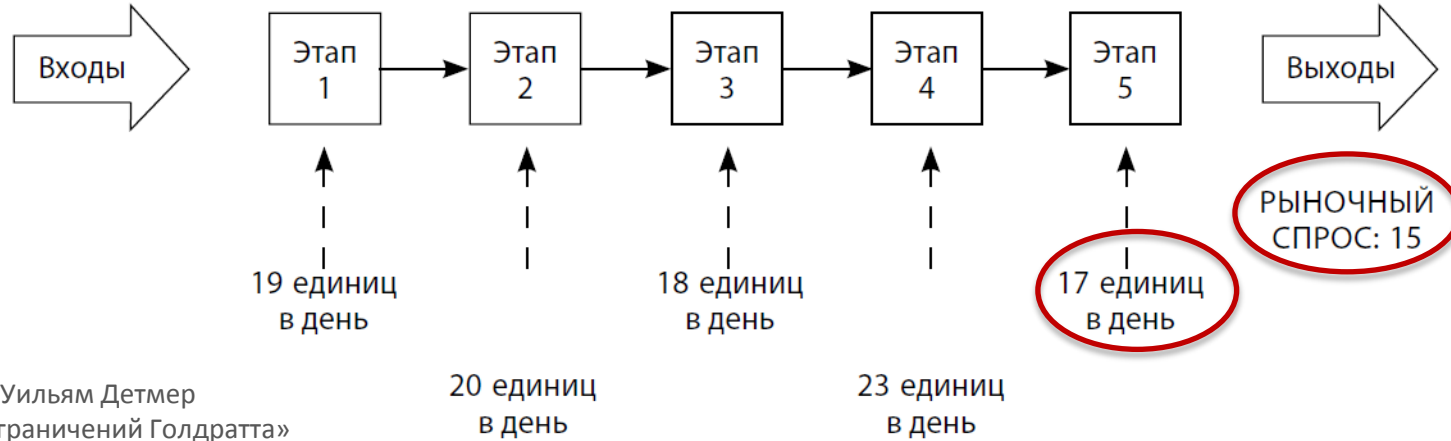 Входы
Этап
1
Этап
2
Этап
3
Этап
4
Этап
5
Выходы
РЫНОЧНЫЙ
СПРОС: 15
19 единиц
в день
18 единиц
в день
17 единиц
в день
20 единиц
в день
23 единиц
в день
Уильям Детмер
граничений Голдратта»